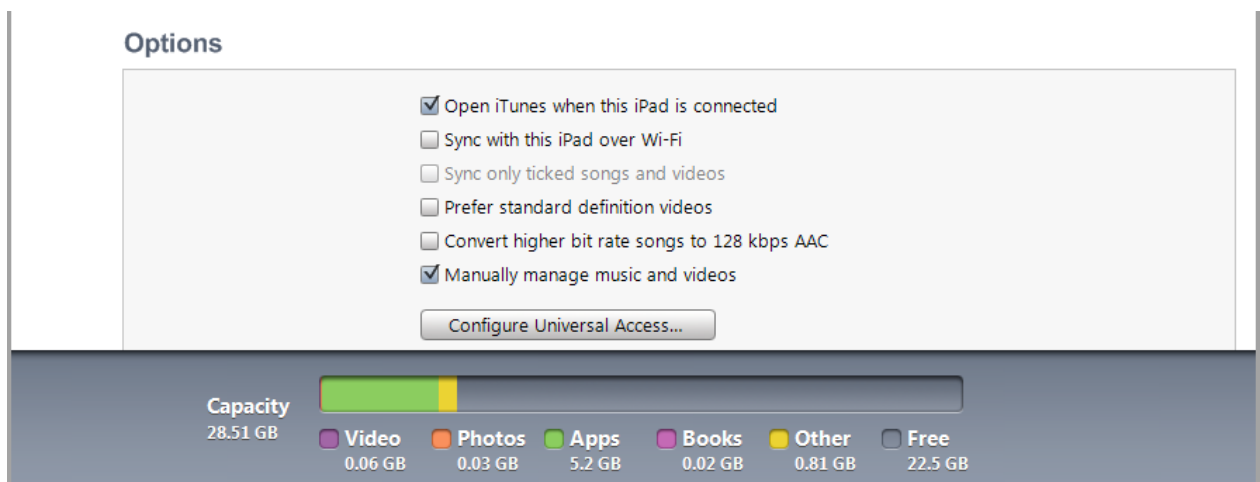 Options
Open iTunes when this iPad is connected
Sync with this iPad over Wi-Fi
Sync only ticked songs and videos
Prefer standard definition videos
Convert higher bit rate songs to 128 kbps AAC
Manually manage music and videos
Configure Universal Access...
Capacity
28.51 GB
Video Photos Apps Books Other Free
0.06 GB 0.03 GB 5.2 GB 0.02 GB 0.81 GB 22.5 GB